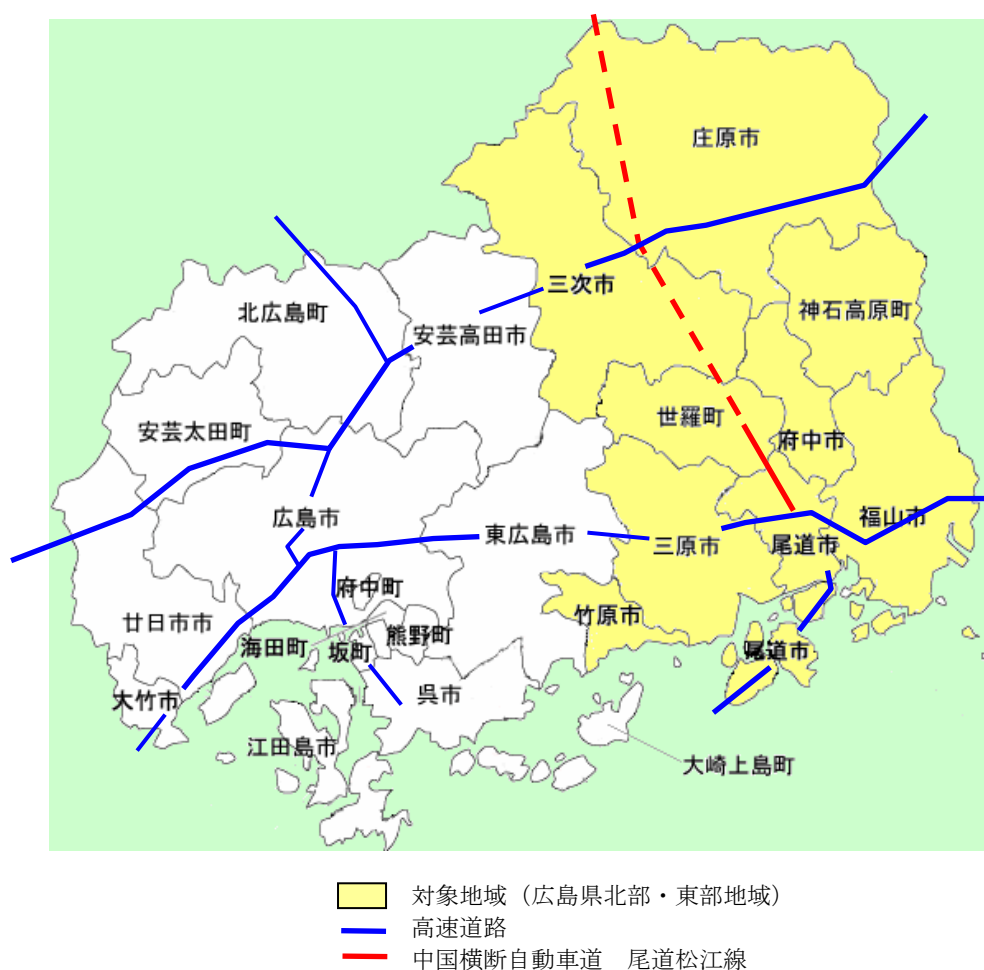 庄原市
三次市
神石高原町
北広島町
安芸高田市
世羅町
安芸太田町
府中市
広島市
福山市
東広島市
三原市
尾道市
府中町
竹原市
廿日市市
熊野町
海田町
坂町
尾道市
大竹市
呉市
江田島市
大崎上島町
対象地域（広島県北部・東部地域）
高速道路
中国横断自動車道　尾道松江線